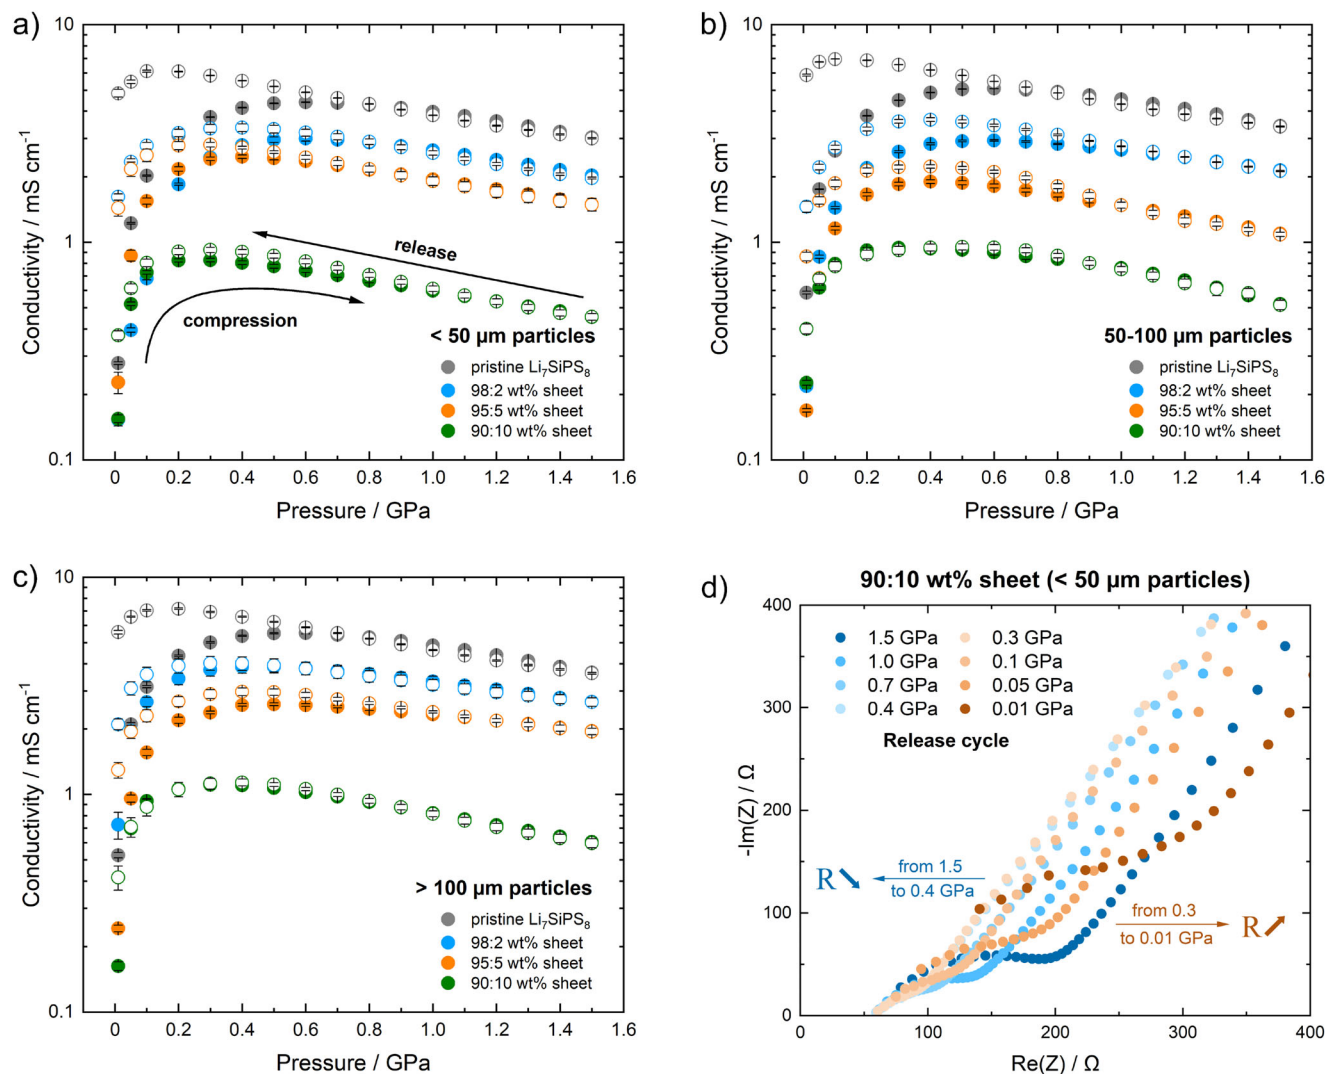 a)
10
1
0.1
Conductivity / mS cm⁻¹
release
compression
< 50 µm particles
pristine Li₇SiPS₈
98:2 wt% sheet
95:5 wt% sheet
90:10 wt% sheet
0 0.2 0.4 0.6 0.8 1.0 1.2 1.4 1.6
Pressure / GPa
b)
10
1
0.1
Conductivity / mS cm⁻¹
50-100 µm particles
pristine Li₇SiPS₈
98:2 wt% sheet
95:5 wt% sheet
90:10 wt% sheet
0 0.2 0.4 0.6 0.8 1.0 1.2 1.4 1.6
Pressure / GPa
c)
10
1
0.1
Conductivity / mS cm⁻¹
> 100 µm particles
pristine Li₇SiPS₈
98:2 wt% sheet
95:5 wt% sheet
90:10 wt% sheet
0 0.2 0.4 0.6 0.8 1.0 1.2 1.4 1.6
Pressure / GPa
d)
90:10 wt% sheet (< 50 µm particles)
400
300
200
100
0
-Im(Z) / Ω
1.5 GPa 0.3 GPa
1.0 GPa 0.1 GPa
0.7 GPa 0.05 GPa
0.4 GPa 0.01 GPa
Release cycle
R
from 1.5
to 0.4 GPa
from 0.3
to 0.01 GPa
R
0 100 200 300 400
Re(Z) / Ω